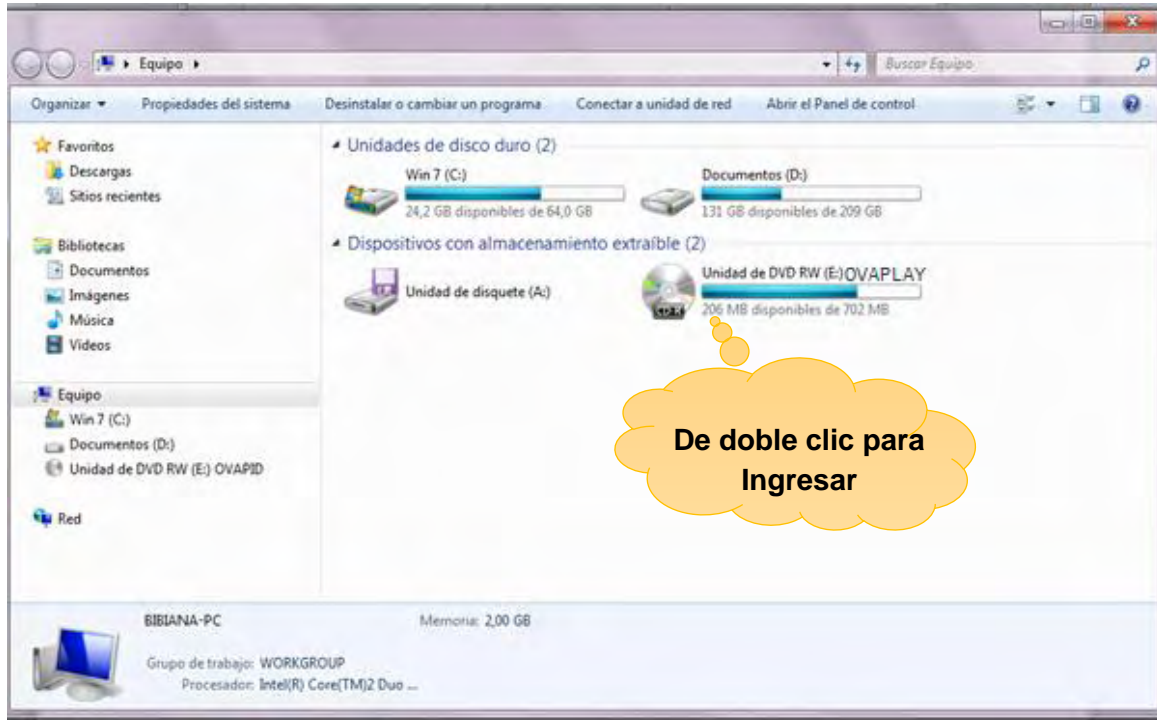 Equipo
Buscar Equipo
Organizar Propiedades del sistema Desinstalar o cambiar un programa Conectar a unidad de red Abrir el Panel de control
Favoritos
Descargas
Sitios recientes
Bibliotecas
Documentos
Imágenes
Música
Videos
Equipo
Win 7 (C:)
Documentos (D:)
Unidad de DVD RW (E:) OVAPID
Red
Unidades de disco duro (2)
Win 7 (C:)
24,2 GB disponibles de 64,0 GB
Documentos (D:)
131 GB disponibles de 209 GB
Dispositivos con almacenamiento extraíble (2)
Unidad de disquete (A:)
Unidad de DVD RW (E:)OVAPLAY
206 MB disponibles de 702 MB
CD-R
De doble clic para
Ingresar
BIBIANA-PC Memoria: 2,00 GB
Grupo de trabajo: WORKGROUP
Procesador: Intel(R) Core(TM)2 Duo ...